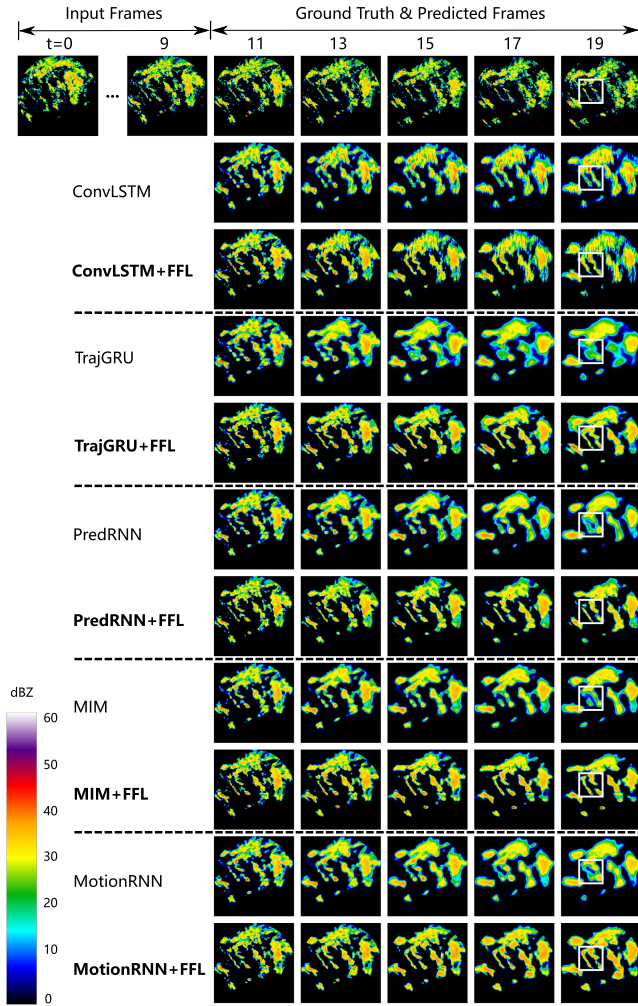 Input Frames
Ground Truth & Predicted Frames
t=0
9
11
13
15
17
19
...
ConvLSTM
ConvLSTM+FFL
TrajGRU
TrajGRU+FFL
PredRNN
PredRNN+FFL
MIM
MIM+FFL
MotionRNN
MotionRNN+FFL
dBZ
60
50
40
30
20
10
0